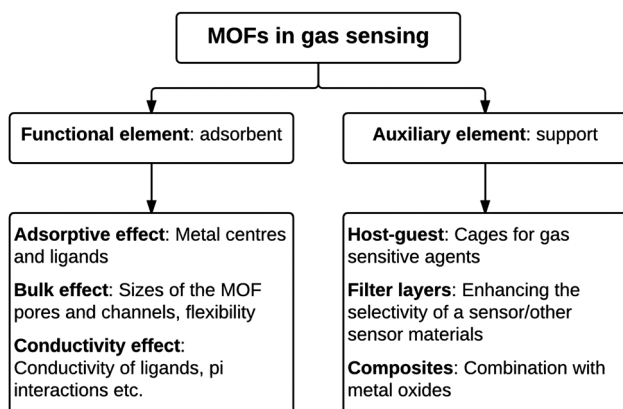 MOFs in gas sensing
Functional element: adsorbent
Auxiliary element: support
Adsorptive effect: Metal centres
and ligands
Bulk effect: Sizes of the MOF
pores and channels, flexibility
Conductivity effect:
Conductivity of ligands, pi
interactions etc.
Host-guest: Cages for gas
sensitive agents
Filter layers: Enhancing the
selectivity of a sensor/other
sensor materials
Composites: Combination with
metal oxides